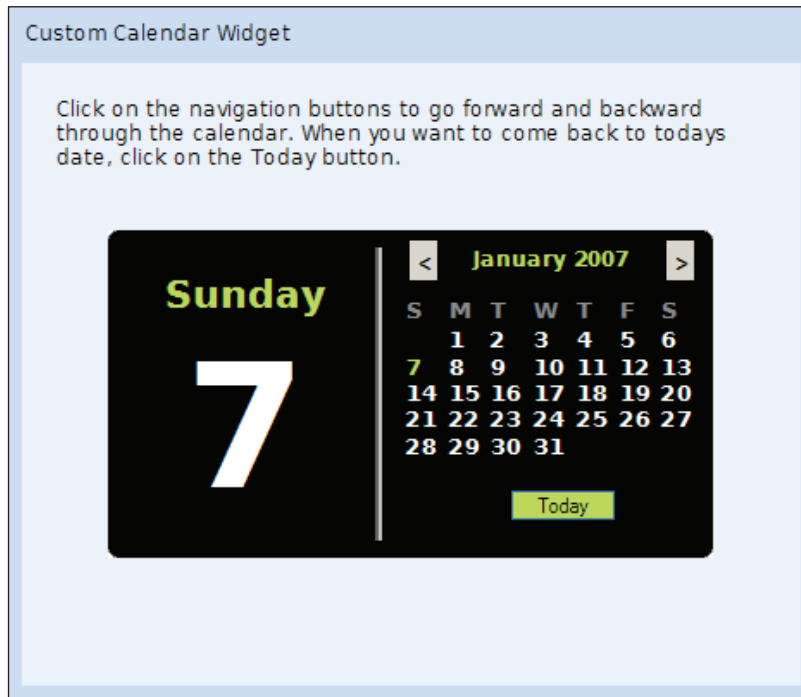 Custom Calendar Widget
Click on the navigation buttons to go forward and backward
through the calendar. When you want to come back to todays
date, click on the Today button.
Sunday
7
< January 2007 >
S M T W T F S
1 2 3 4 5 6
7 8 9 10 11 12 13
14 15 16 17 18 19 20
21 22 23 24 25 26 27
28 29 30 31
Today